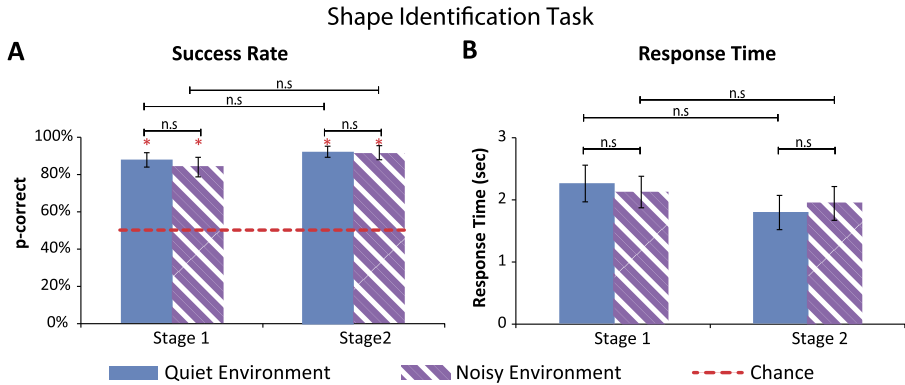 Shape Identification Task
A
Success Rate
B
Response Time
n.s
n.s
n.s
n.s
n.s
n.s
n.s
n.s
* * * *
100%
80%
60%
40%
20%
0%
p-correct
Stage 1
Stage2
3
2
1
0
Response Time (sec)
Stage 1
Stage 2
Quiet Environment
Noisy Environment
Chance